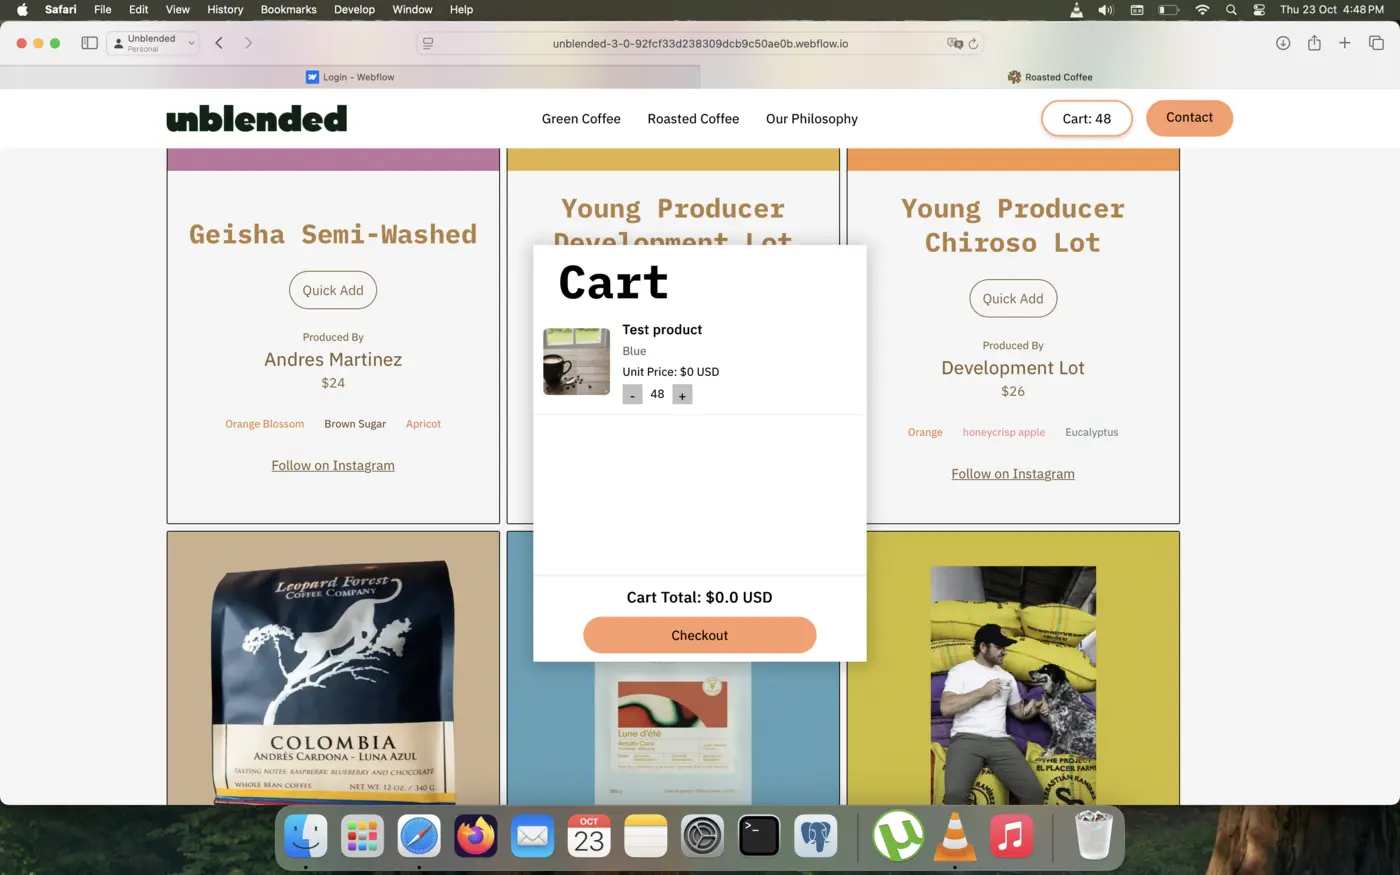 Safari File Edit View History Bookmarks Develop Window Help Thu 23 Oct 4:48 PM
Unblended
Personal
unblended-3-0-92fcf33d238309dcb9c50ae0b.webflow.io
Login - Webflow
Roasted Coffee
unblended
Green Coffee Roasted Coffee Our Philosophy
Cart: 48
Contact
Geisha Semi-Washed
Quick Add
Produced By
Andres Martinez
$24
Orange Blossom Brown Sugar Apricot
Follow on Instagram
Young Producer
Development Lot
Cart
Test product
Blue
Unit Price: $0 USD
- 48 +
Cart Total: $0.0 USD
Checkout
Young Producer
Chiroso Lot
Quick Add
Produced By
Development Lot
$26
Orange honeycrisp apple Eucalyptus
Follow on Instagram
Leopard Forest
COFFEE COMPANY
COLOMBIA
ANDRÉS CARDONA - LUNA AZUL
TASTING NOTES: RASPBERRY, BLUEBERRY AND CHOCOLATE
WHOLE BEAN COFFEE NET WT. 12 oz. / 340 G.
Lune d'été
THE PROJECT
EL PLACER FARMS
SEBASTIÁN RAMIREZ
OCT
23